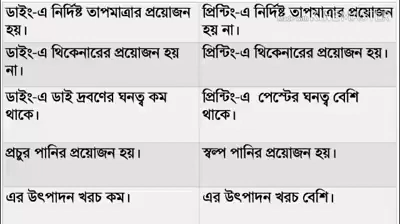 ডাইং-এ নির্দিষ্ট তাপমাত্রার প্রয়োজন
হয়।
প্রিন্টিং-এ নির্দিষ্ট তাপমাত্রার প্রয়োজন
হয় না।
ডাইং-এ থিকেনারের প্রয়োজন হয়
না।
প্রিন্টিং-এ থিকেনারের প্রয়োজন হয়।
ডাইং-এ ডাই দ্রবণের ঘনত্ব কম
থাকে।
প্রিন্টিং-এ পেস্টের ঘনত্ব বেশি
থাকে।
প্রচুর পানির প্রয়োজন হয়।
স্বল্প পানির প্রয়োজন হয়।
এর উৎপাদন খরচ কম।
এর উৎপাদন খরচ বেশি।